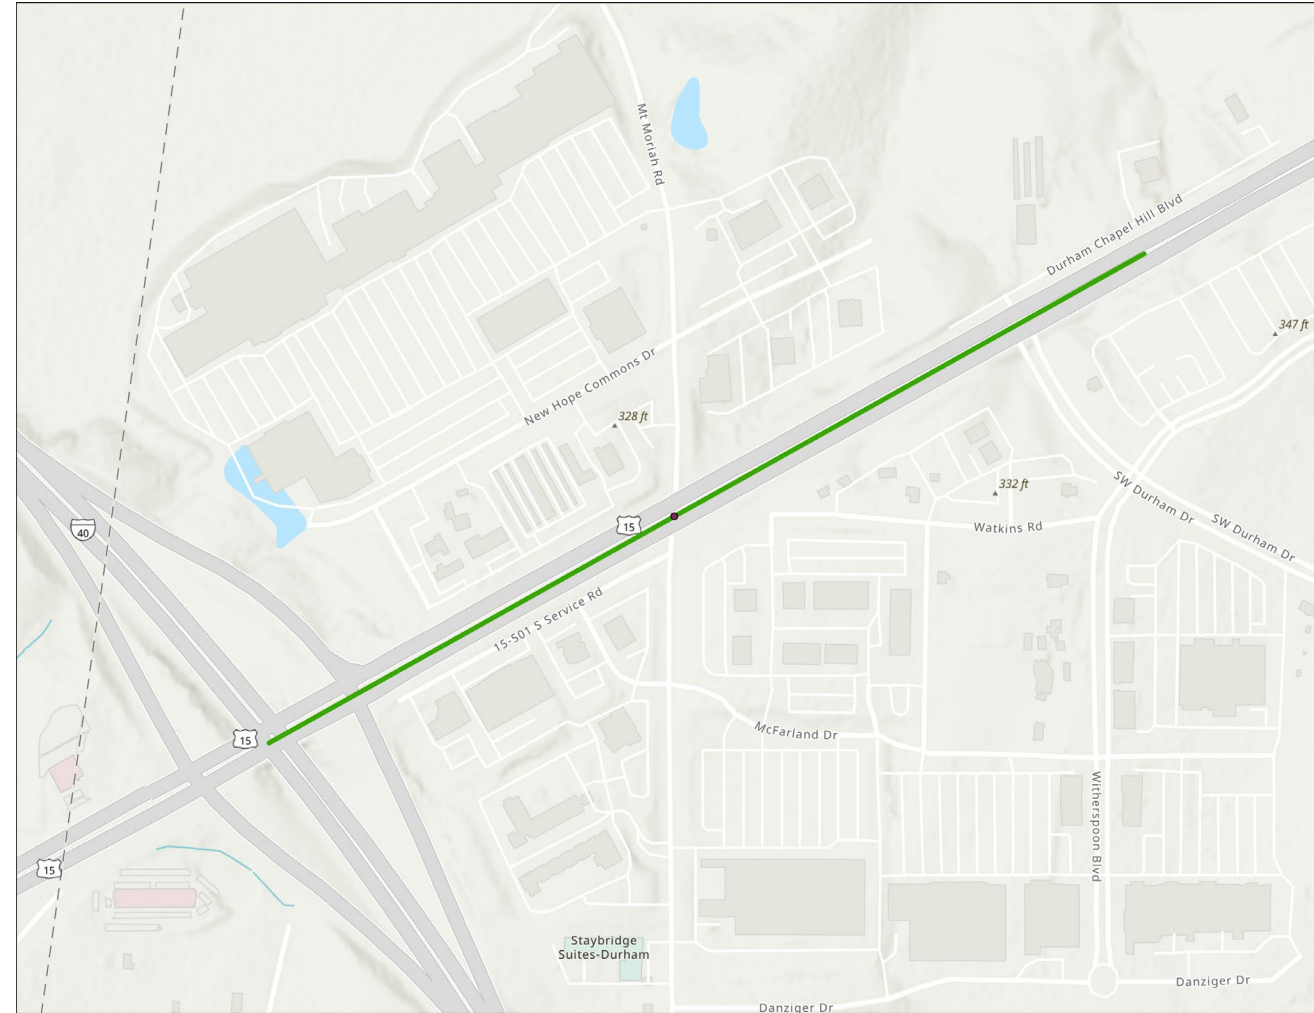 Mt Moriah Rd
Durham Chapel Hill Blvd
347 ft
New Hope Commons Dr
328 ft
332 ft
SW Durham Dr
SW Durham Dr
15
Watkins Rd
40
15-501 S Service Rd
15
McFarland Dr
Witherspoon Blvd
15
Staybridge
Suites-Durham
Danziger Dr
Danziger Dr